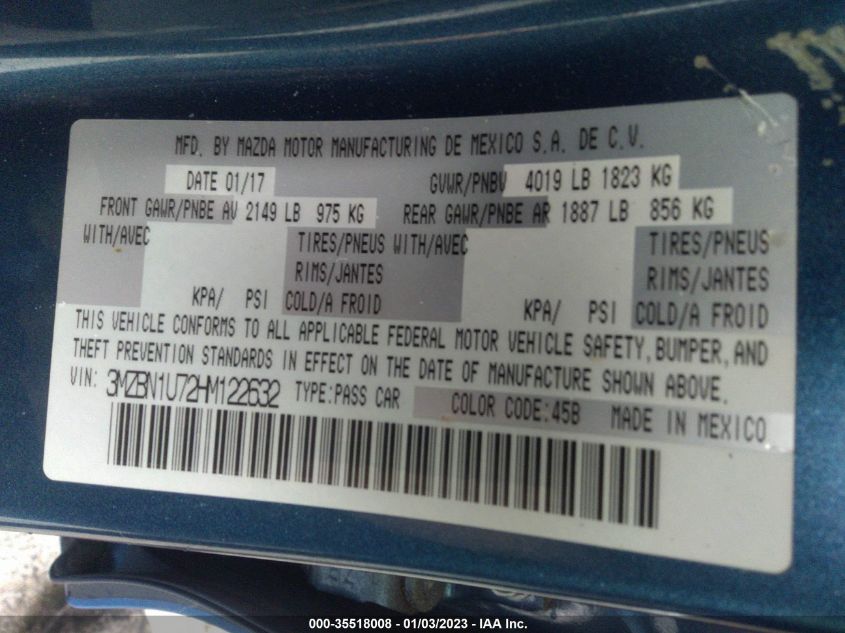 MFD. BY MAZDA MOTOR MANUFACTURING DE MEXICO S.A. DE C.V.
DATE 01/17 GVWR/PNBV 4019 LB 1823 KG
FRONT GAWR/PNBE AV 2149 LB 975 KG REAR GAWR/PNBE AR 1887 LB 856 KG
WITH/AVEC TIRES/PNEUS WITH/AVEC TIRES/PNEUS
RIMS/JANTES RIMS/JANTES
KPA/ PSI COLD/A FROID KPA/ PSI COLD/A FROID
THIS VEHICLE CONFORMS TO ALL APPLICABLE FEDERAL MOTOR VEHICLE SAFETY, BUMPER, AND
THEFT PREVENTION STANDARDS IN EFFECT ON THE DATE OF MANUFACTURE SHOWN ABOVE.
VIN: 3MZBN1U72HM122632 TYPE:PASS CAR COLOR CODE:45B MADE IN MEXICO
000-35518008 - 01/03/2023 - IAA Inc.